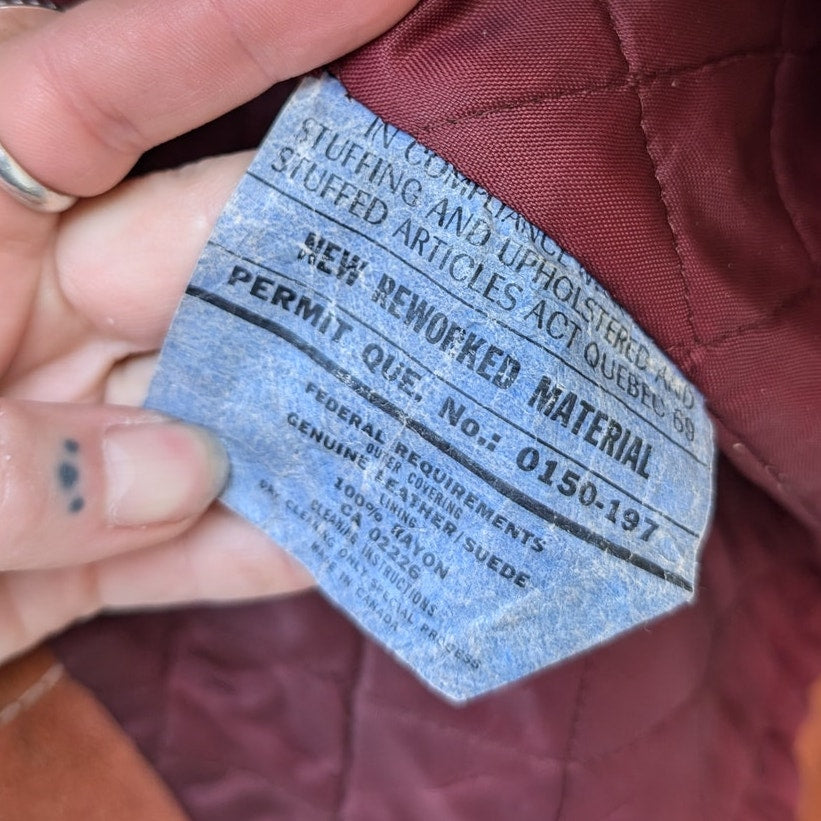 IN COMPLIANCE
STUFFING AND UPHOLSTERED AND
STUFFED ARTICLES ACT QUEBEC 69
NEW REWORKED MATERIAL
PERMIT QUE. No.: 0150-197
FEDERAL REQUIREMENTS
OUTER COVERING
GENUINE LEATHER/SUEDE
LINING
100% RAYON
CA 02226
CLEANING INSTRUCTIONS
CLEANING ONLY SPECIAL PROCESS
MADE IN CANADA